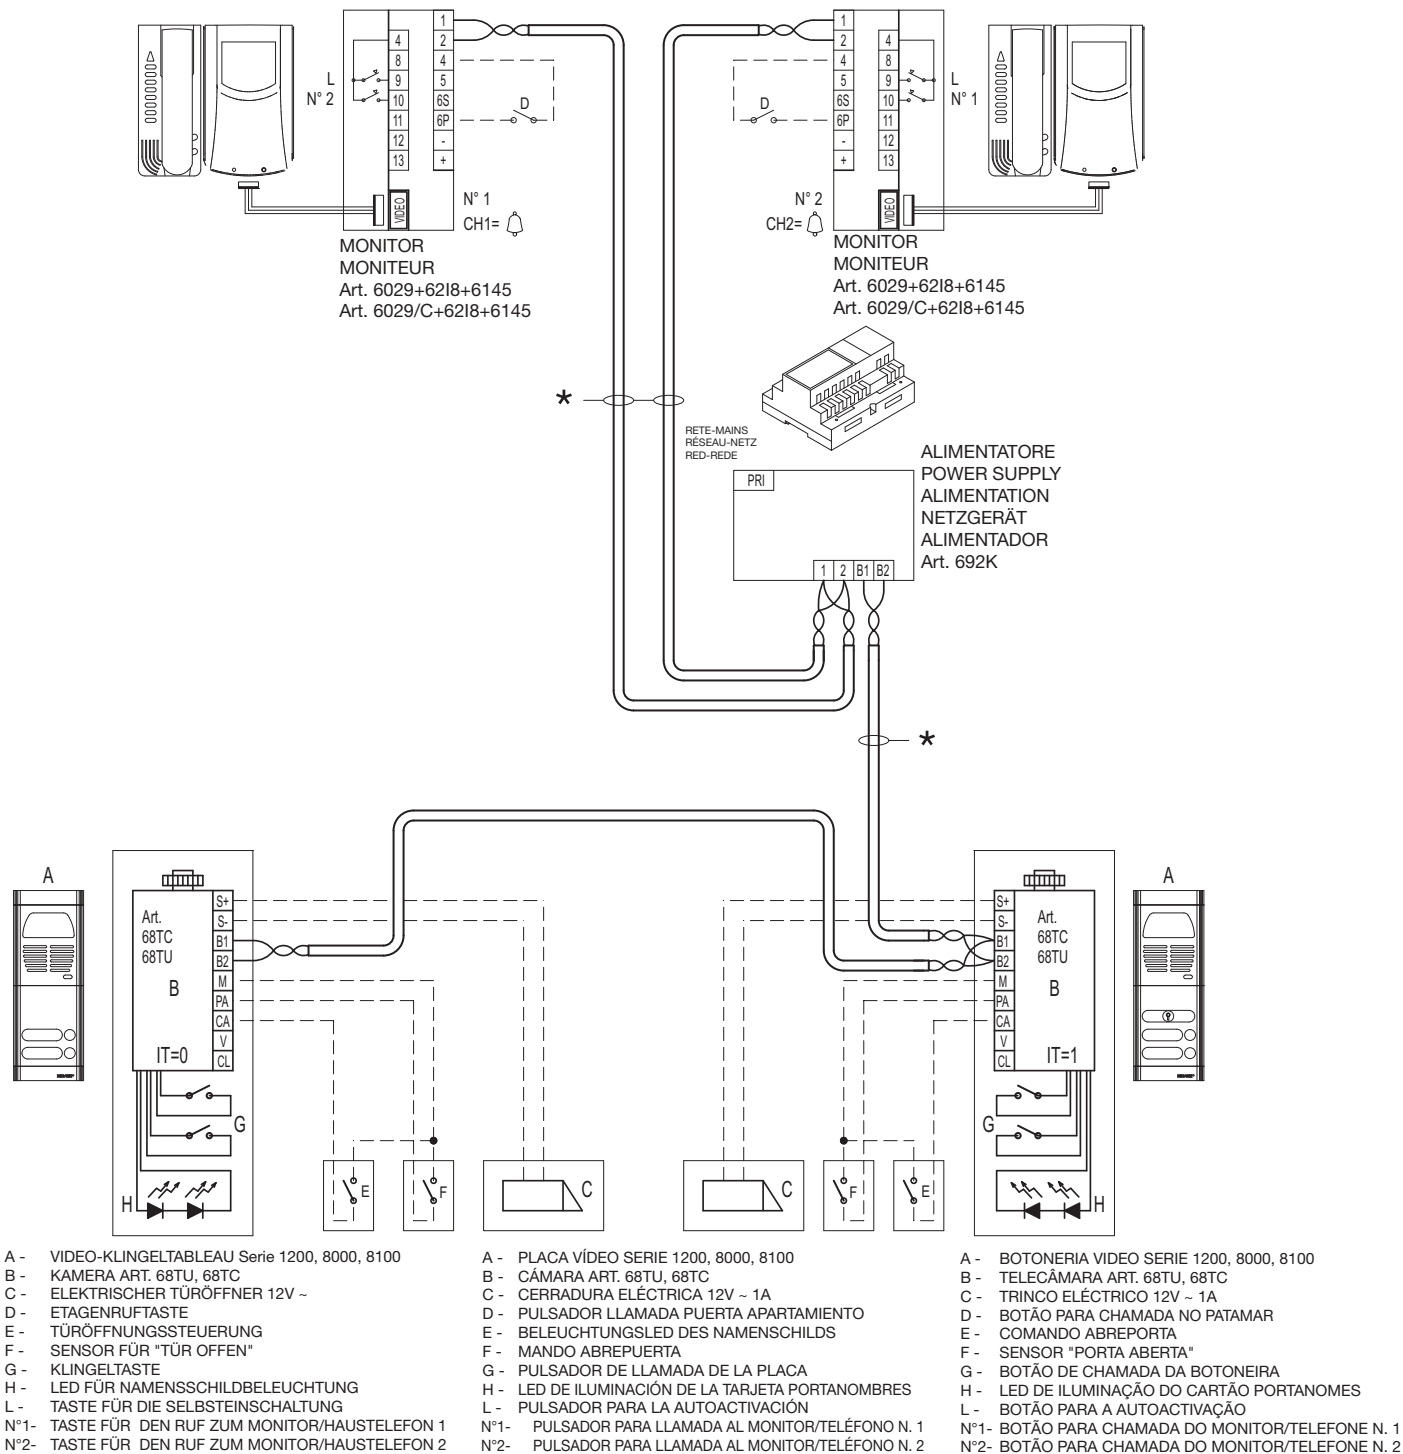 1
2
4
5
6S
6P
-
+
4
8
9
10
11
12
13
L
N° 2
D
VIDEO
N° 1
CH1=
MONITOR
MONITEUR
Art. 6029+62I8+6145
Art. 6029/C+62I8+6145
1
2
4
5
6S
6P
-
+
4
8
9
10
11
12
13
L
N° 1
D
VIDEO
N° 2
CH2=
MONITOR
MONITEUR
Art. 6029+62I8+6145
Art. 6029/C+62I8+6145
*
RETE-MAINS
RÉSEAU-NETZ
RED-REDE
PRI
1 2 B1 B2
ALIMENTATORE
POWER SUPPLY
ALIMENTATION
NETZGERÄT
ALIMENTADOR
Art. 692K
*
A
Art.
68TC
68TU
B
IT=0
S+
S-
B1
B2
M
PA
CA
V
CL
G
H
E
F
C
A
Art.
68TC
68TU
B
IT=1
S+
S-
B1
B2
M
PA
CA
V
CL
G
H
C
F
E
A - VIDEO-KLINGELTABLEAU Serie 1200, 8000, 8100
B - KAMERA ART. 68TU, 68TC
C - ELEKTRISCHER TÜRÖFFNER 12V ~
D - ETAGENRUFTASTE
E - TÜRÖFFNUNGSSTEUERUNG
F - SENSOR FÜR "TÜR OFFEN"
G - KLINGELTASTE
H - LED FÜR NAMENSSCHILDBELEUCHTUNG
L - TASTE FÜR DIE SELBSTEINSCHALTUNG
N°1- TASTE FÜR DEN RUF ZUM MONITOR/HAUSTELEFON 1
N°2- TASTE FÜR DEN RUF ZUM MONITOR/HAUSTELEFON 2
A - PLACA VÍDEO SERIE 1200, 8000, 8100
B - CÁMARA ART. 68TU, 68TC
C - CERRADURA ELÉCTRICA 12V ~ 1A
D - PULSADOR LLAMADA PUERTA APARTAMIENTO
E - BELEUCHTUNGSLED DES NAMENSCHILDS
F - MANDO ABREPUERTA
G - PULSADOR DE LLAMADA DE LA PLACA
H - LED DE ILUMINACIÓN DE LA TARJETA PORTANOMBRES
L - PULSADOR PARA LA AUTOACTIVACIÓN
N°1- PULSADOR PARA LLAMADA AL MONITOR/TELÉFONO N. 1
N°2- PULSADOR PARA LLAMADA AL MONITOR/TELÉFONO N. 2
A - BOTONERIA VIDEO SERIE 1200, 8000, 8100
B - TELECÂMARA ART. 68TU, 68TC
C - TRINCO ELÉCTRICO 12V ~ 1A
D - BOTÃO PARA CHAMADA NO PATAMAR
E - COMANDO ABREPORTA
F - SENSOR "PORTA ABERTA"
G - BOTÃO DE CHAMADA DA BOTONEIRA
H - LED DE ILUMINAÇÃO DO CARTÃO PORTANOMES
L - BOTÃO PARA A AUTOACTIVAÇÃO
N°1- BOTÃO PARA CHAMADA DO MONITOR/TELEFONE N. 1
N°2- BOTÃO PARA CHAMADA DO MONITOR/TELEFONE N. 2